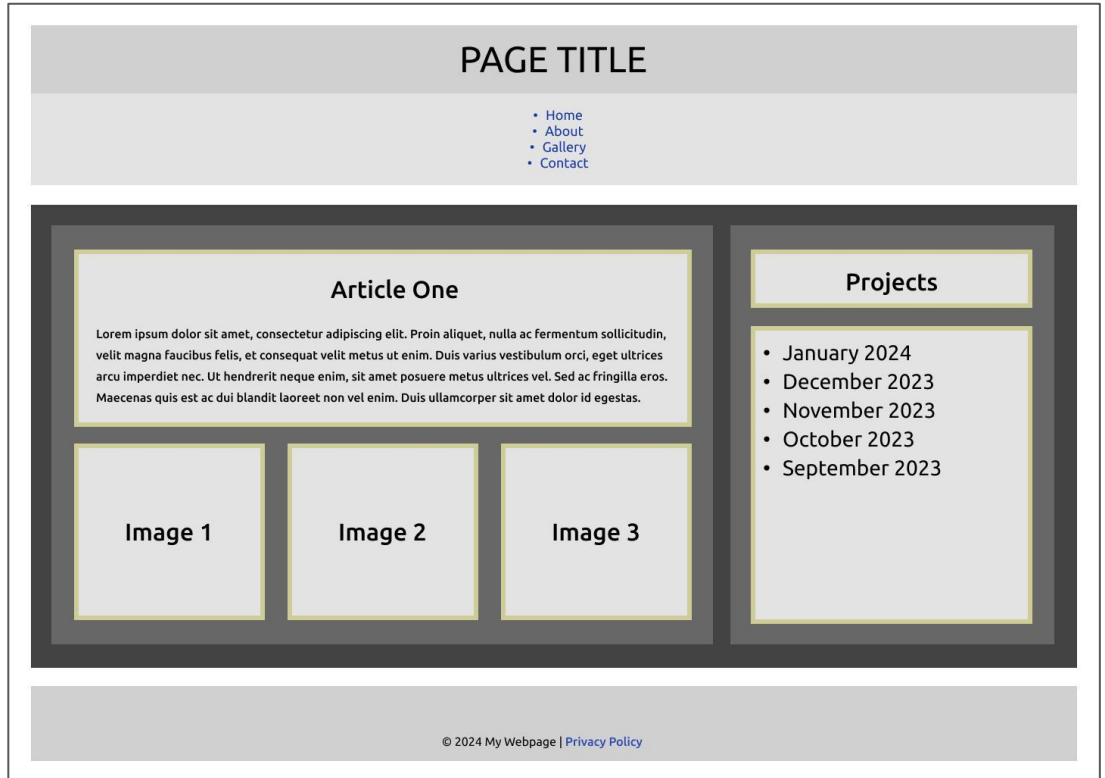 PAGE TITLE
• Home
• About
• Gallery
• Contact
Article One
Lorem ipsum dolor sit amet, consectetur adipiscing elit. Proin aliquet, nulla ac fermentum sollicitudin,
velit magna faucibus felis, et consequat velit metus ut enim. Duis varius vestibulum orci, eget ultrices
arcu imperdiet nec. Ut hendrerit neque enim, sit amet posuere metus ultrices vel. Sed ac fringilla eros.
Maecenas quis est ac dui blandit laoreet non vel enim. Duis ullamcorper sit amet dolor id egestas.
Image 1
Image 2
Image 3
Projects
• January 2024
• December 2023
• November 2023
• October 2023
• September 2023
© 2024 My Webpage | Privacy Policy